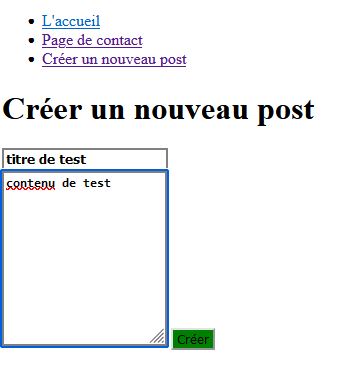 L'accueil
Page de contact
Créer un nouveau post
Créer un nouveau post
titre de test
contenu de test
Créer